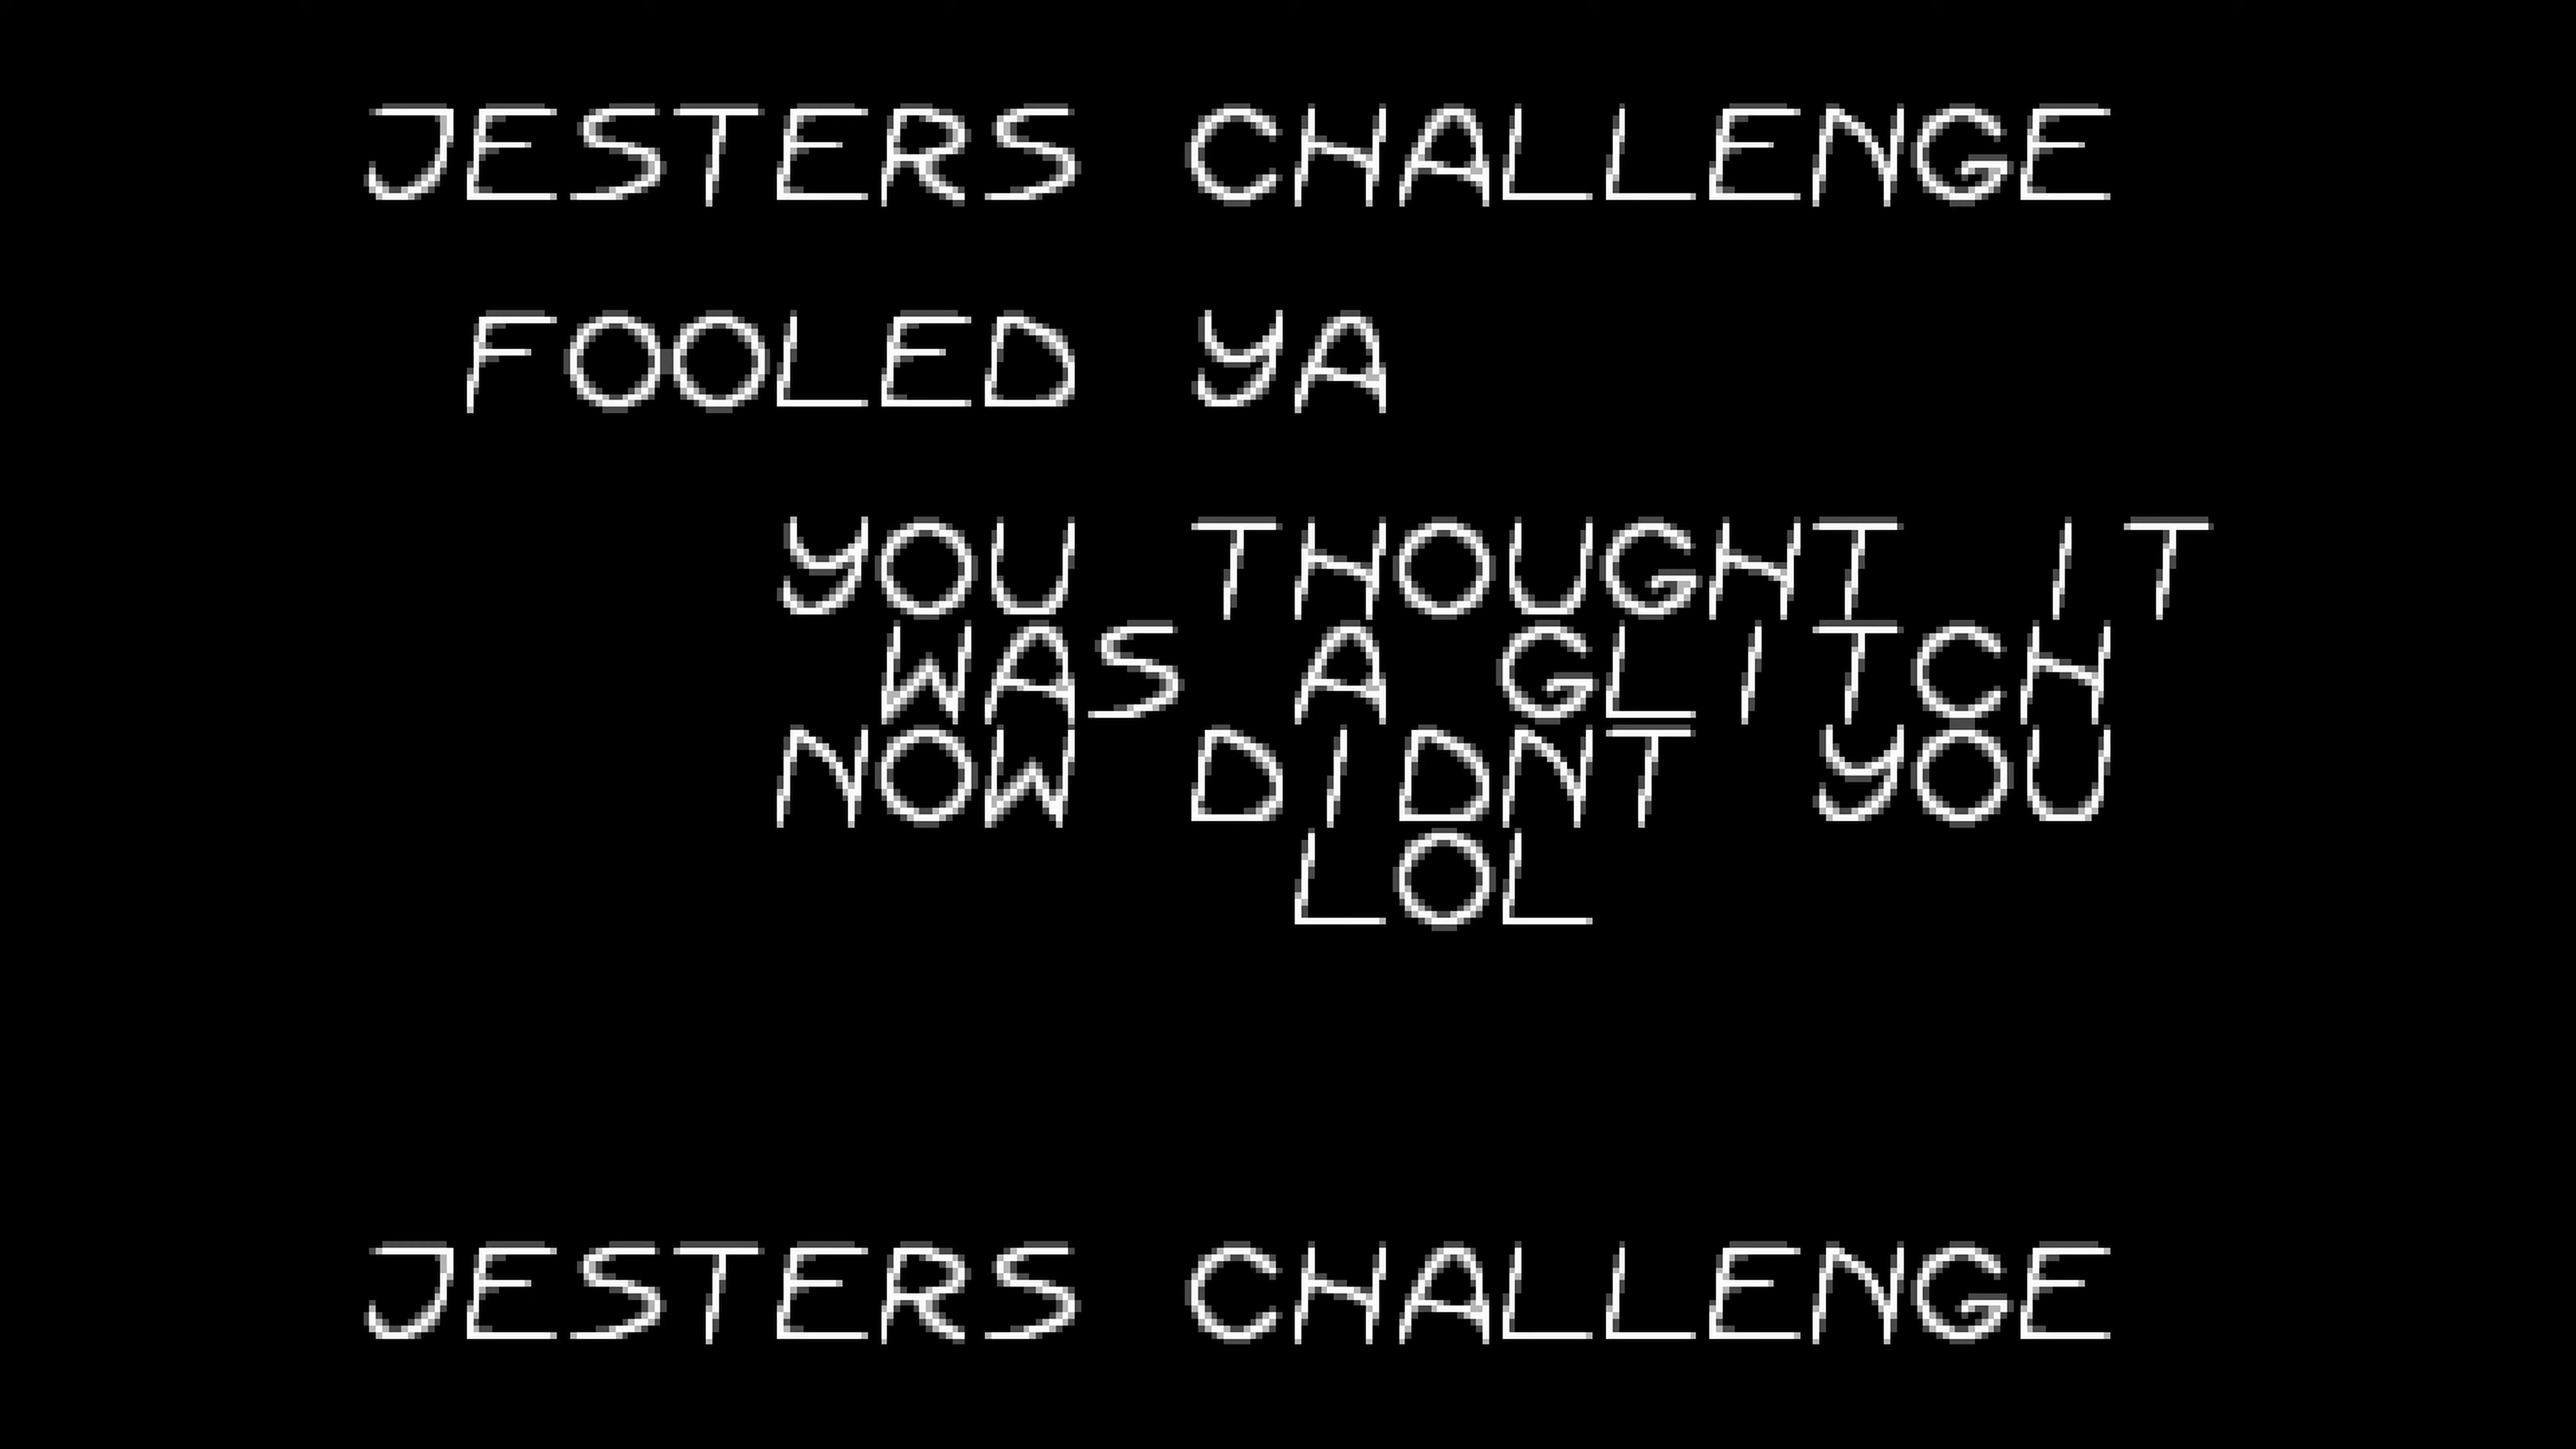 JESTERS CHALLENGE
FOOLED YA
YOU THOUGHT IT
WAS A GLITCH
NOW DIDNT YOU
LOL
JESTERS CHALLENGE